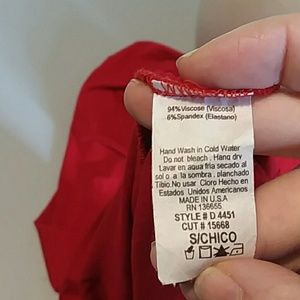 94%Viscose (Viscosa)
6%Spandex (Elastano)
Hand Wash in Cold Water
Do not bleach . Hand dry
Lavar en agua fria secado al
sol o a la sombra , planchado
Tibio.No usar Cloro Hecho en
Estados Unidos Americanos
MADE IN U.S.A
RN 136655
STYLE # D 4451
CUT # 15668
S/CHICO